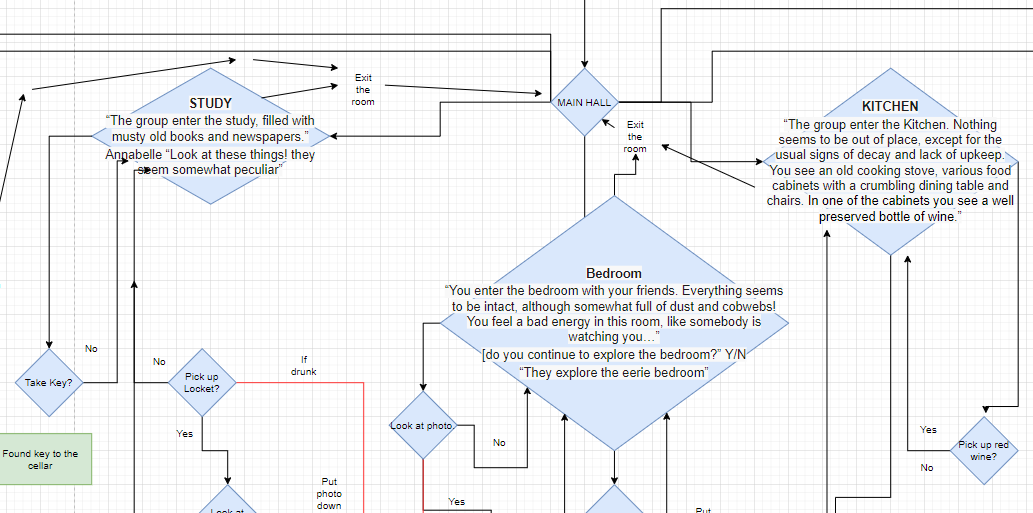 STUDY
“The group enter the study, filled with
musty old books and newspapers.”
Annabelle “Look at these things! they
seem somewhat peculiar”
Exit
the
room
MAIN HALL
Exit
the
room
KITCHEN
“The group enter the Kitchen. Nothing
seems to be out of place, except for the
usual signs of decay and lack of upkeep.
You see an old cooking stove, various food
cabinets with a crumbling dining table and
chairs. In one of the cabinets you see a well
preserved bottle of wine.”
Bedroom
“You enter the bedroom with your friends. Everything seems
to be intact, although somewhat full of dust and cobwebs!
You feel a bad energy in this room, like somebody is
watching you…”
[do you continue to explore the bedroom?” Y/N
“They explore the eerie bedroom”
No
Take Key?
No
Pick up
Locket?
If
drunk
Yes
Found key to the
cellar
Look at
Put
photo
down
Look at photo
No
Yes
Put
Yes
No
Pick up red
wine?